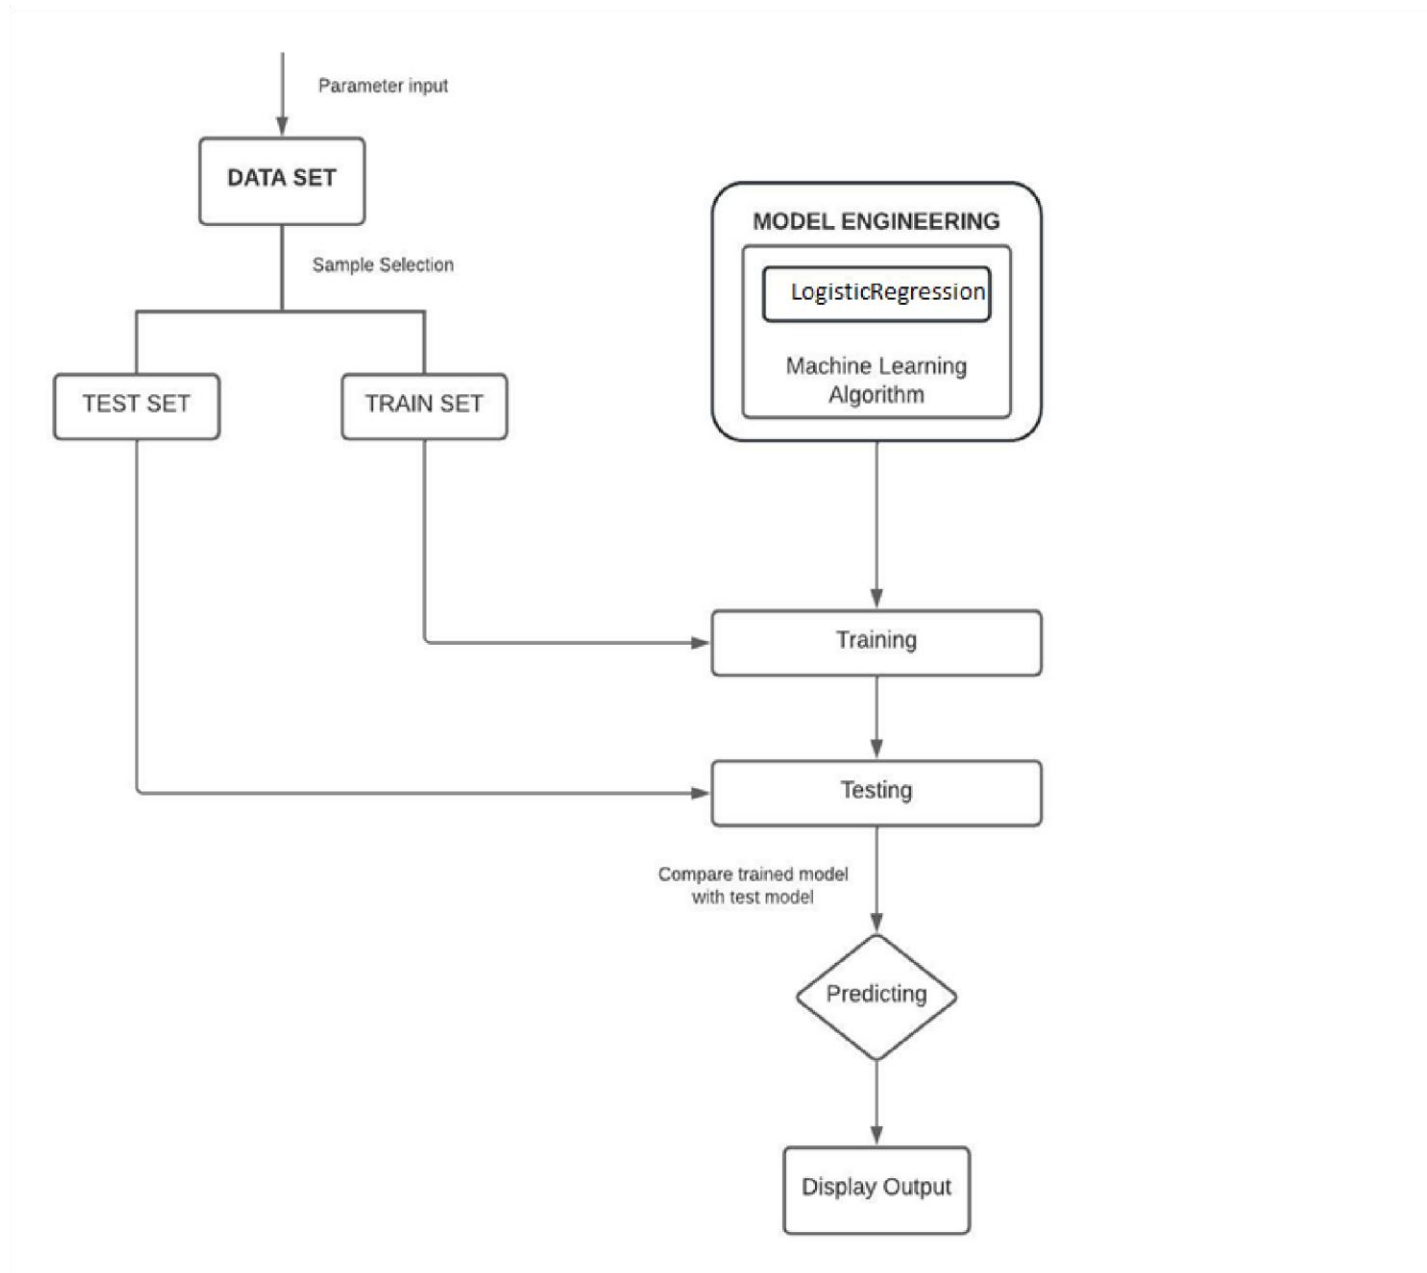 Parameter input
DATA SET
Sample Selection
TEST SET
TRAIN SET
MODEL ENGINEERING
LogisticRegression
Machine Learning
Algorithm
Training
Testing
Compare trained model
with test model
Predicting
Display Output